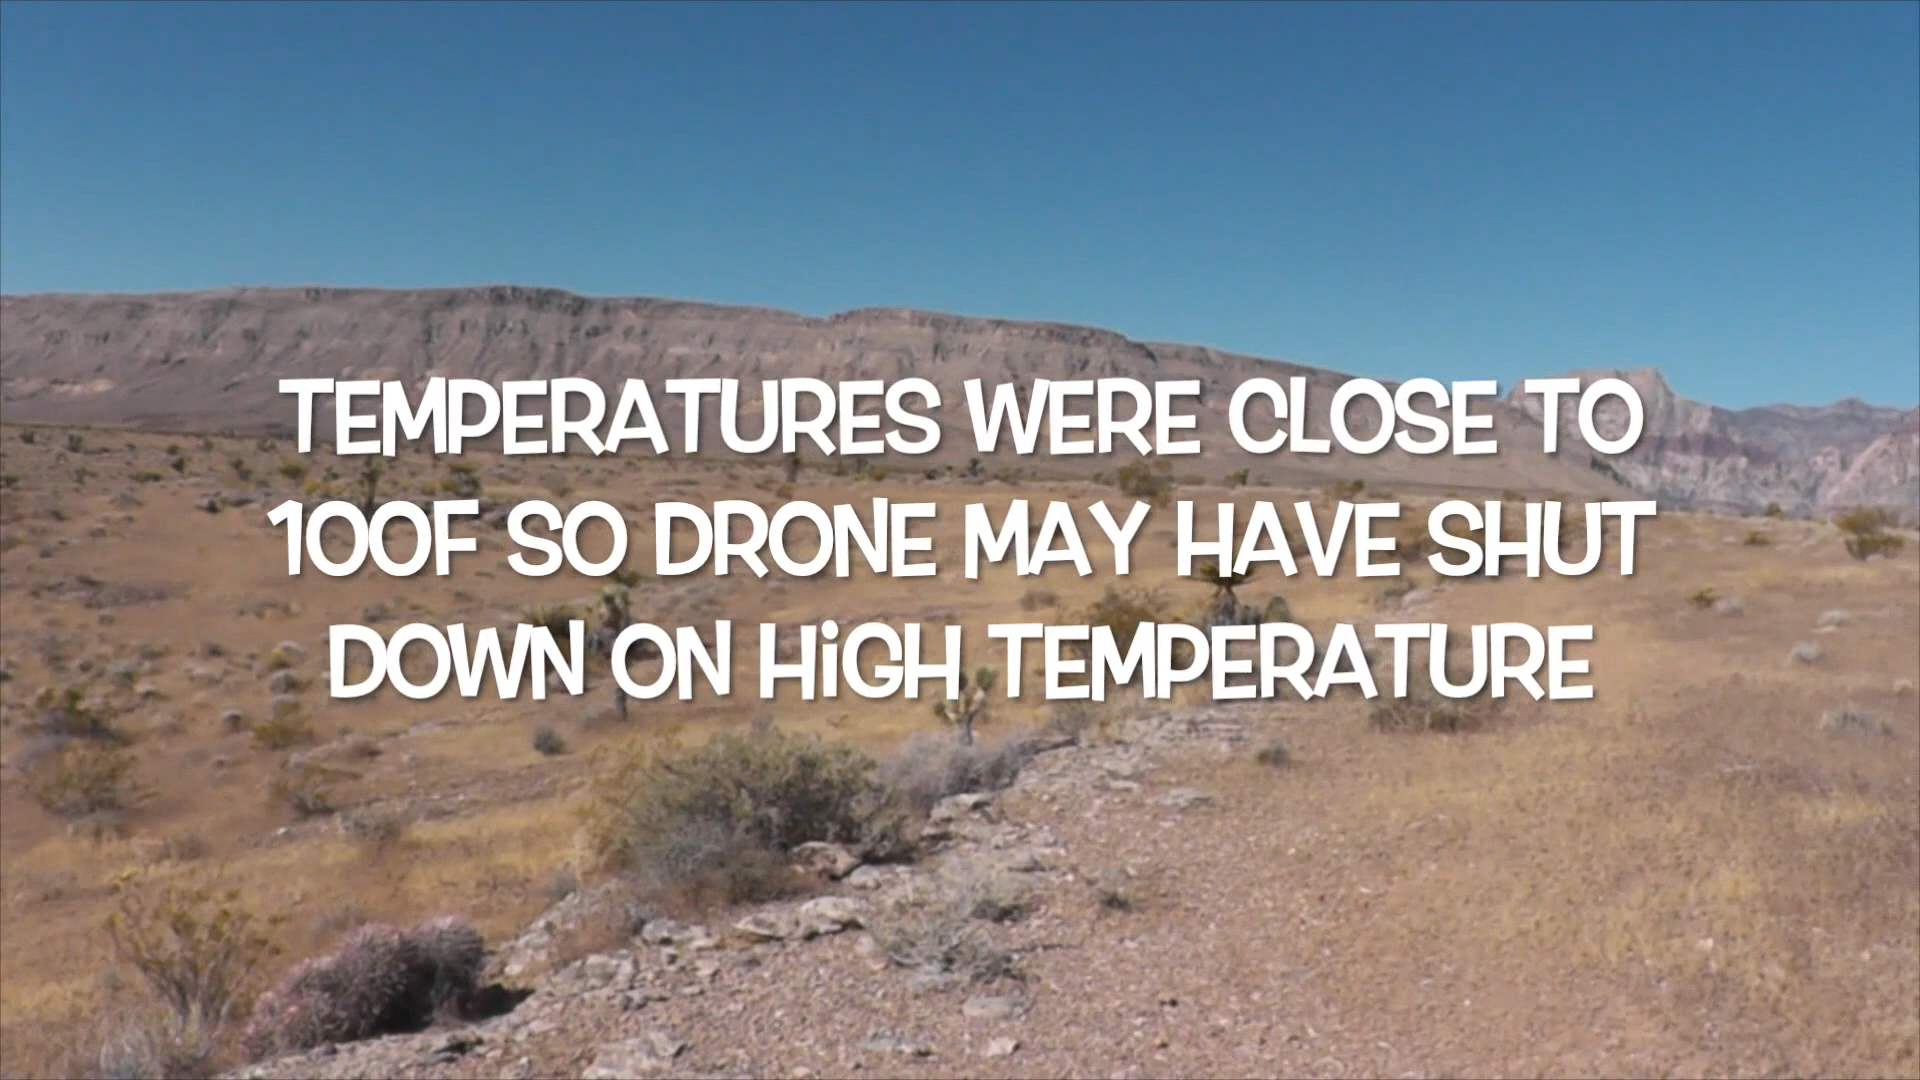 TEMPERATURES WERE CLOSE TO
100F SO DRONE MAY HAVE SHUT
DOWN ON HiGH TEMPERATURE